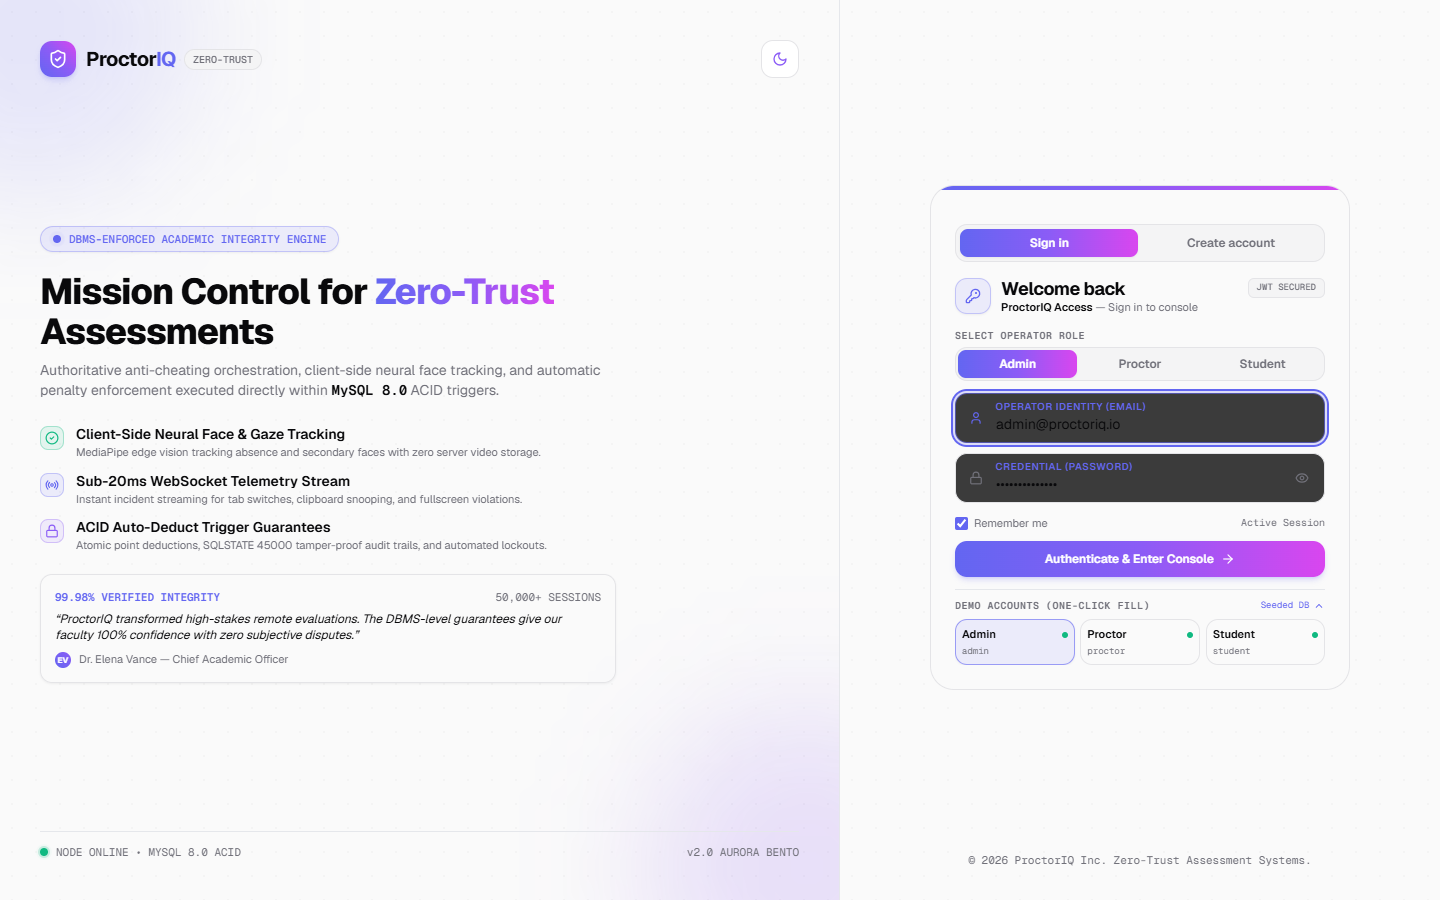 ProctorIQ ZERO-TRUST
DBMS-ENFORCED ACADEMIC INTEGRITY ENGINE
Mission Control for Zero-Trust
Assessments
Authoritative anti-cheating orchestration, client-side neural face tracking, and automatic
penalty enforcement executed directly within MySQL 8.0 ACID triggers.
Client-Side Neural Face & Gaze Tracking
MediaPipe edge vision tracking absence and secondary faces with zero server video storage.
Sub-20ms WebSocket Telemetry Stream
Instant incident streaming for tab switches, clipboard snooping, and fullscreen violations.
ACID Auto-Deduct Trigger Guarantees
Atomic point deductions, SQLSTATE 45000 tamper-proof audit trails, and automated lockouts.
99.98% VERIFIED INTEGRITY 50,000+ SESSIONS
“ProctorIQ transformed high-stakes remote evaluations. The DBMS-level guarantees give our
faculty 100% confidence with zero subjective disputes.”
EV Dr. Elena Vance — Chief Academic Officer
NODE ONLINE • MYSQL 8.0 ACID v2.0 AURORA BENTO
Sign in Create account
Welcome back JWT SECURED
ProctorIQ Access — Sign in to console
SELECT OPERATOR ROLE
Admin Proctor Student
OPERATOR IDENTITY (EMAIL)
admin@proctoriq.io
CREDENTIAL (PASSWORD)
••••••••••••••
Remember me Active Session
Authenticate & Enter Console →
DEMO ACCOUNTS (ONE-CLICK FILL) Seeded DB
Admin Proctor Student
admin proctor student
© 2026 ProctorIQ Inc. Zero-Trust Assessment Systems.